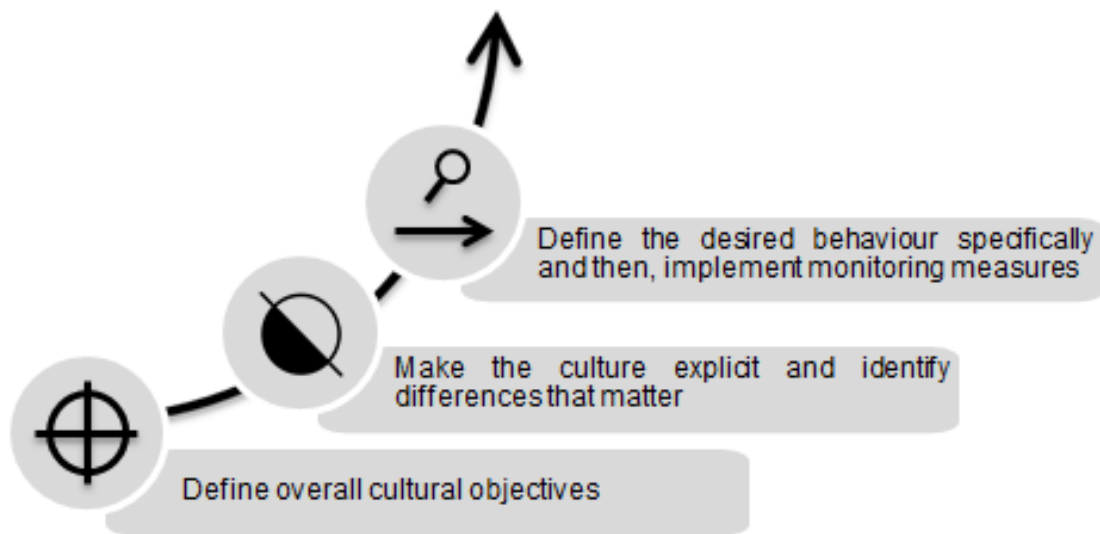 Define the desired behaviour specifically
and then, implement monitoring measures
Make the culture explicit and identify
differences that matter
Define overall cultural objectives